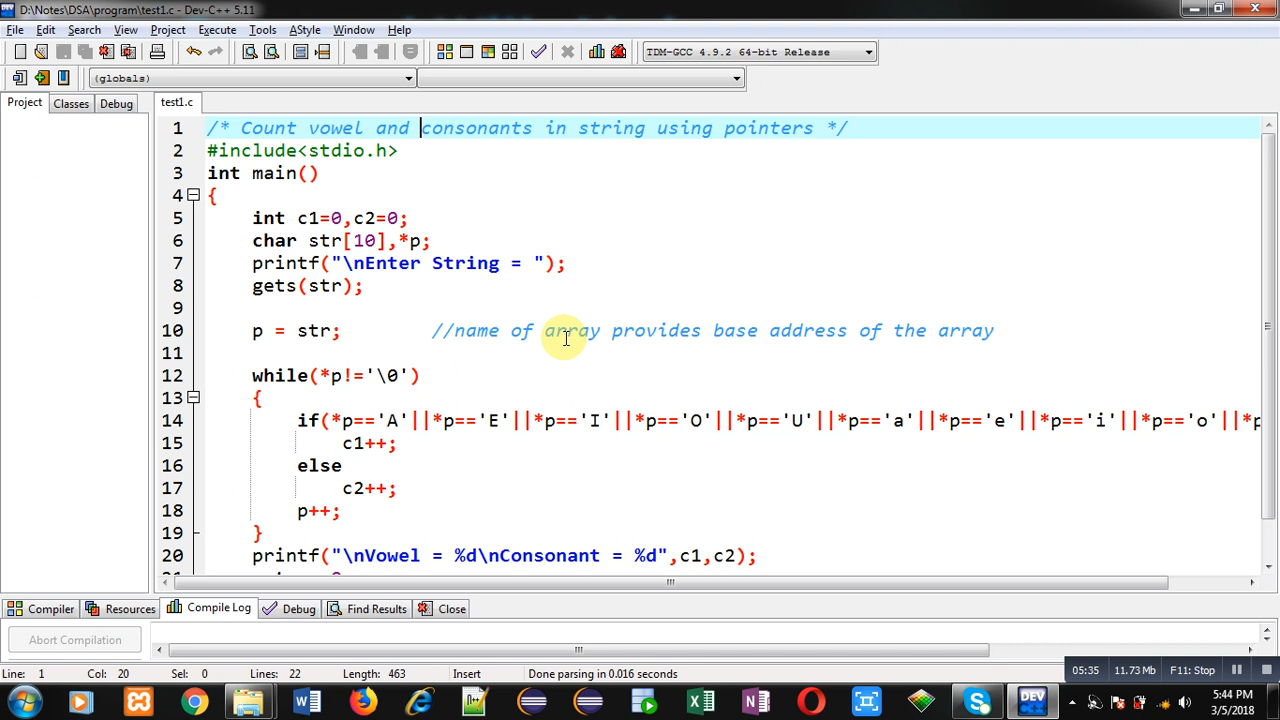 D:\Notes\DSA\program\test1.c - Dev-C++ 5.11
File Edit Search View Project Execute Tools AStyle Window Help
TDM-GCC 4.9.2 64-bit Release
(globals)
Project Classes Debug test1.c
1 /* Count vowel and consonants in string using pointers */
2 #include<stdio.h>
3 int main()
4 {
5 int c1=0,c2=0;
6 char str[10],*p;
7 printf("\nEnter String = ");
8 gets(str);
9
10 p = str; //name of array provides base address of the array
11
12 while(*p!='\0')
13 {
14 if(*p=='A'||*p=='E'||*p=='I'||*p=='O'||*p=='U'||*p=='a'||*p=='e'||*p=='i'||*p=='o'||*p
15 c1++;
16 else
17 c2++;
18 p++;
19 }
20 printf("\nVowel = %d\nConsonant = %d",c1,c2);
Compiler Resources Compile Log Debug Find Results Close
Abort Compilation
Line: 1 Col: 20 Sel: 0 Lines: 22 Length: 463 Insert Done parsing in 0.016 seconds
05:35 11.73 Mb F11: Stop
DEV
5:44 PM
3/5/2018